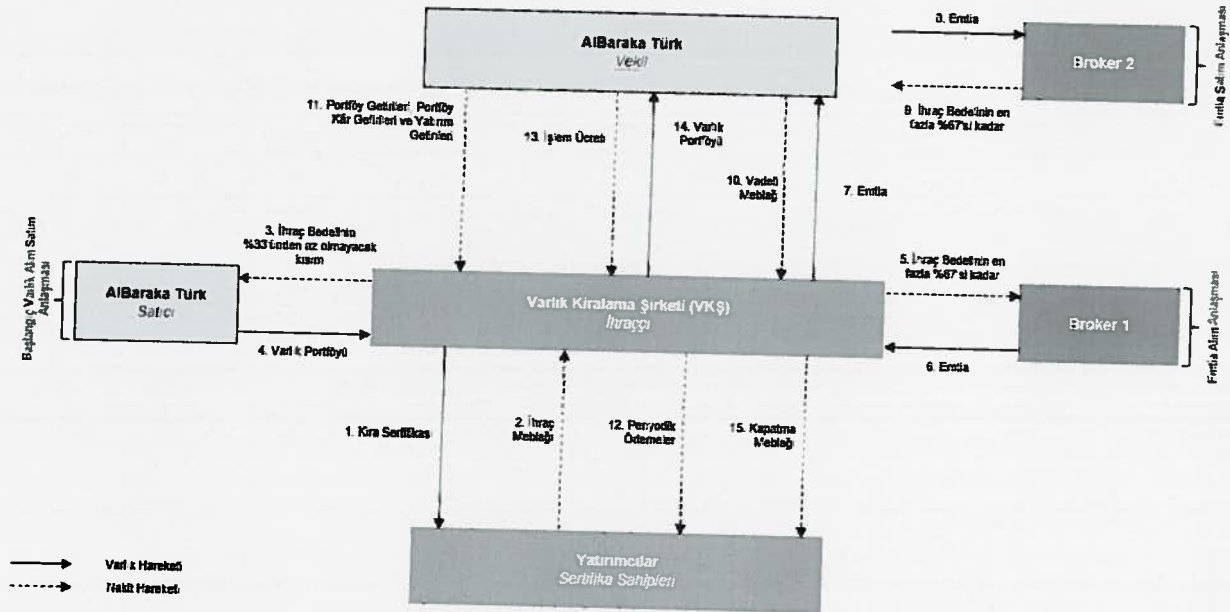 AlBaraka Türk
Vekil
8. Emtia
Broker 2
Emtia Satım Anlaşması
9. İhraç Bedelinin en
fazla %67'si kadar
11. Portföy Getirileri, Portföy
Kâr Getirileri ve Yatırım
Getirileri
13. İşlem Ücreti
14. Varlık
Portföyü
10. Vadeli
Meblağ
7. Emtia
Başlangıç Varlık Alım Satım
Anlaşması
3. İhraç Bedelinin
%33'ünden az olmayacak
kısım
AlBaraka Türk
Satıcı
4. Varlık Portföyü
Varlık Kiralama Şirketi (VKŞ)
İhraççı
5. İhraç Bedelinin en
fazla %67'si kadar
Broker 1
6. Emtia
Emtia Alım Anlaşması
1. Kira Sertifikası
2. İhraç
Meblağı
12. Periyodik
Ödemeler
15. Kapatma
Meblağı
Yatırımcılar
Sertifika Sahipleri
Varlık Hareketi
Nakit Hareketi